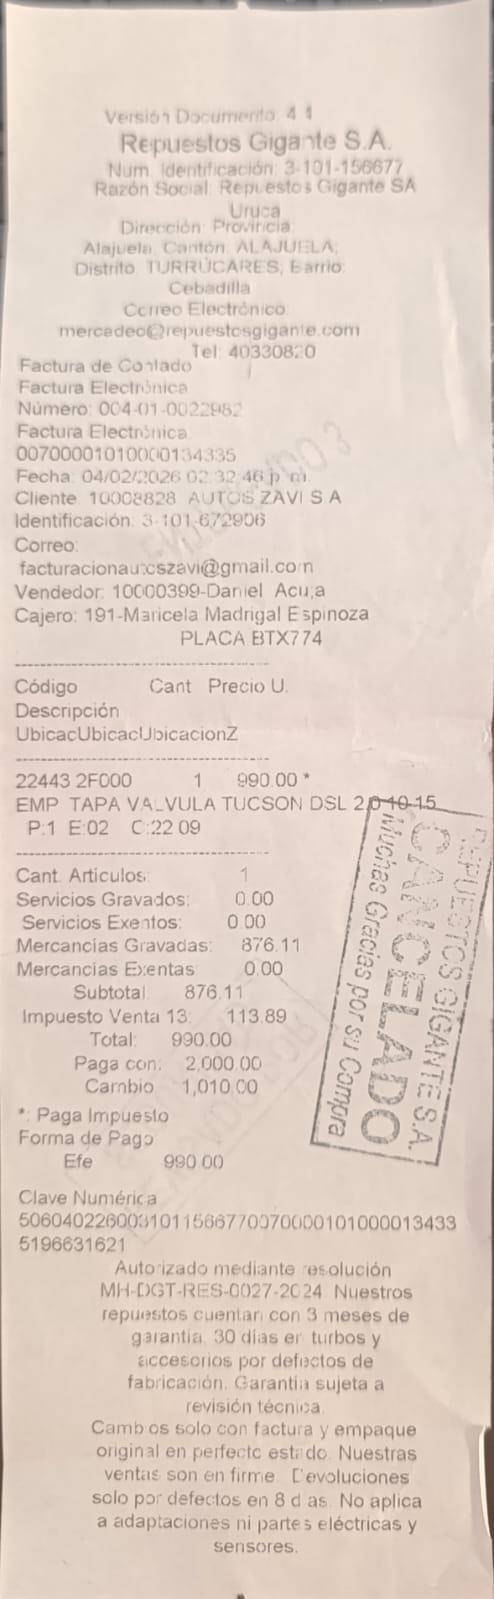 Versión Documento: 4.4
Repuestos Gigante S.A.
Num. Identificación: 3-101-156677
Razón Social: Repuestos Gigante SA
Uruca
Dirección: Provincia:
Alajuela, Cantón: ALAJUELA,
Distrito: TURRÚCARES, Barrio:
Cebadilla
Correo Electrónico:
mercadeo@repuestosgigante.com
Tel: 40330820
Factura de Contado
Factura Electrónica
Número: 004-01-0022982
Factura Electrónica:
00700001010000134335
Fecha: 04/02/2026 02:32:46 p.m.
Cliente: 10008828 AUTOS ZAVI S A
Identificación: 3-101-672906
Correo:
facturacionautoszavi@gmail.com
Vendedor: 10000399-Daniel Acuña
Cajero: 191-Maricela Madrigal Espinoza
PLACA BTX774
Código Cant Precio U.
Descripción
UbicacUbicacUbicacionZ
22443 2F000 1 990.00 *
EMP TAPA VALVULA TUCSON DSL 2.0 10-15
P:1 E:02 C:22 09
Cant. Articulos: 1
Servicios Gravados: 0.00
Servicios Exentos: 0.00
Mercancias Gravadas: 876.11
Mercancias Exentas: 0.00
Subtotal: 876.11
Impuesto Venta 13: 113.89
Total: 990.00
Paga con: 2,000.00
Cambio 1,010.00
*: Paga Impuesto
Forma de Pago
Efe 990.00
REPUESTOS GIGANTE S.A.
CANCELADO
Muchas Gracias por su Compra
Clave Numérica
506040226003101156677007000010100001​3433
5196631621
Autorizado mediante resolución
MH-DGT-RES-0027-2024. Nuestros
repuestos cuentan con 3 meses de
garantia. 30 dias en turbos y
accesorios por defectos de
fabricación. Garantia sujeta a
revisión técnica.
Cambios solo con factura y empaque
original en perfecto estado. Nuestras
ventas son en firme. Devoluciones
solo por defectos en 8 dias. No aplica
a adaptaciones ni partes eléctricas y
sensores.